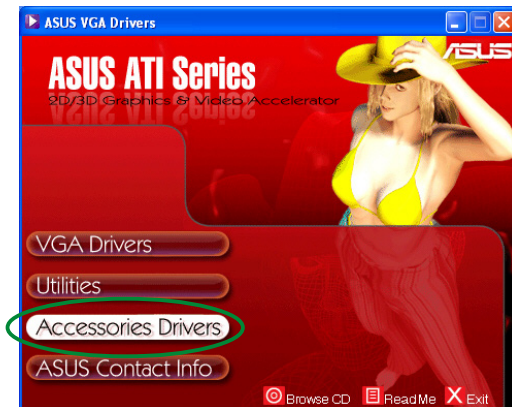 ASUS VGA Drivers
ASUS
ASUS ATI Series
2D/3D Graphics & Video Accelerator
VGA Drivers
Utilities
Accessories Drivers
ASUS Contact Info
Browse CD ReadMe Exit